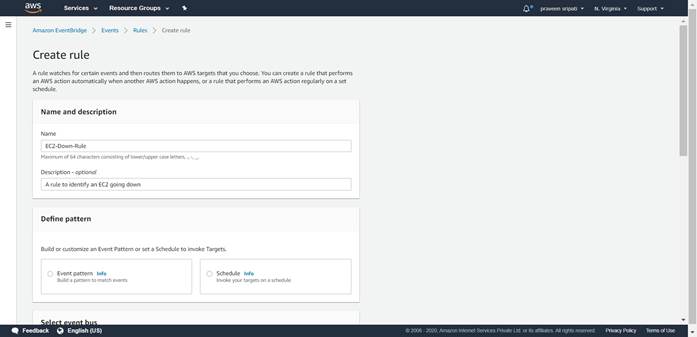 aws Services Resource Groups praveen sripati N. Virginia Support
Amazon EventBridge > Events > Rules > Create rule
Create rule
A rule watches for certain events and then routes them to AWS targets that you choose. You can create a rule that performs
an AWS action automatically when another AWS action happens, or a rule that performs an AWS action regularly on a set
schedule.
Name and description
Name
EC2-Down-Rule
Maximum of 64 characters consisting of lower/upper case letters, ., -, _.
Description - optional
A rule to identify an EC2 going down
Define pattern
Build or customize an Event Pattern or set a Schedule to invoke Targets.
Event pattern Info
Build a pattern to match events
Schedule Info
Invoke your targets on a schedule
Select event bus
Feedback English (US) © 2008 - 2020, Amazon Internet Services Private Ltd. or its affiliates. All rights reserved. Privacy Policy Terms of Use